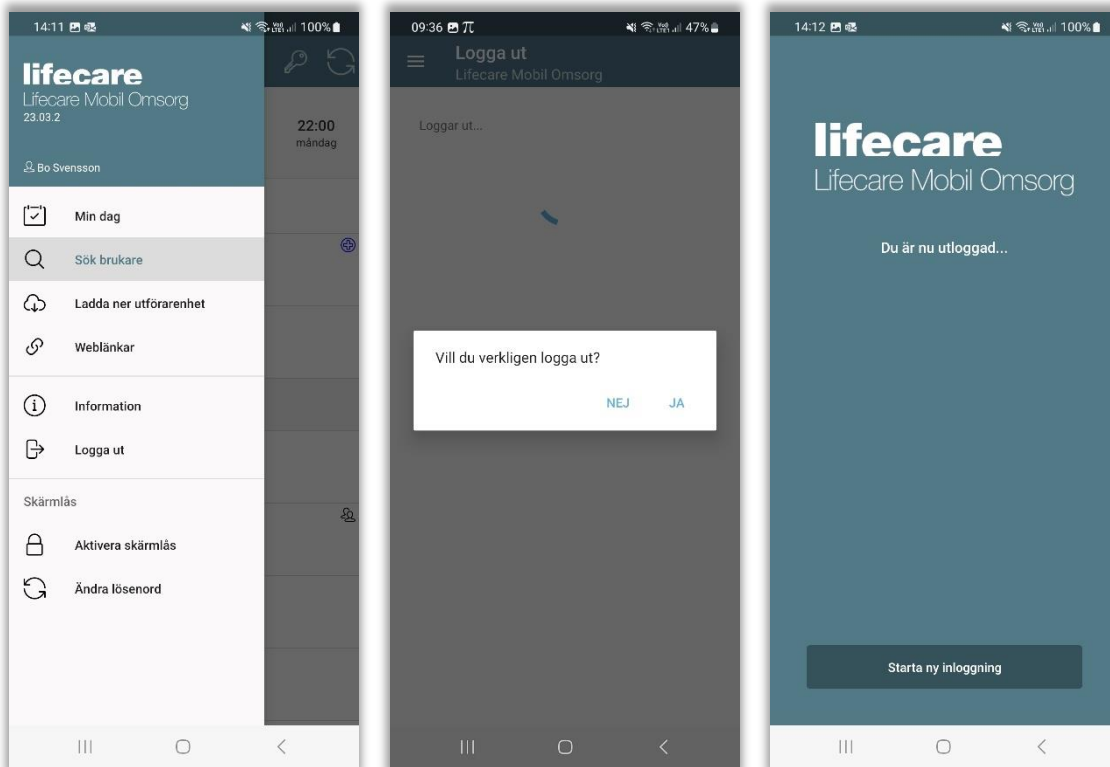 14:11 100%
lifecare
Lifecare Mobil Omsorg
23.03.2
Bo Svensson
22:00
måndag
Min dag
Sök brukare
Ladda ner utförarenhet
Weblänkar
Information
Logga ut
Skärmlås
Aktivera skärmlås
Ändra lösenord
09:36 47%
Logga ut
Lifecare Mobil Omsorg
Loggar ut...
Vill du verkligen logga ut?
NEJ JA
14:12 100%
lifecare
Lifecare Mobil Omsorg
Du är nu utloggad...
Starta ny inloggning